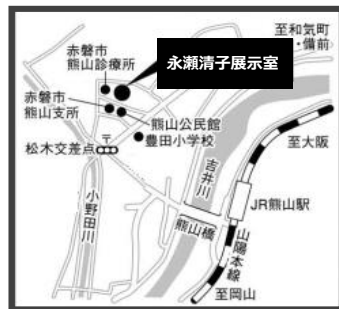 至和気町
・備前
赤磐市
熊山診療所
永瀬清子展示室
赤磐市
熊山支所
熊山公民館
〒
豊田小学校
松木交差点
吉井川
至大阪
小野田川
JR熊山駅
熊山橋
山陽本線
至岡山